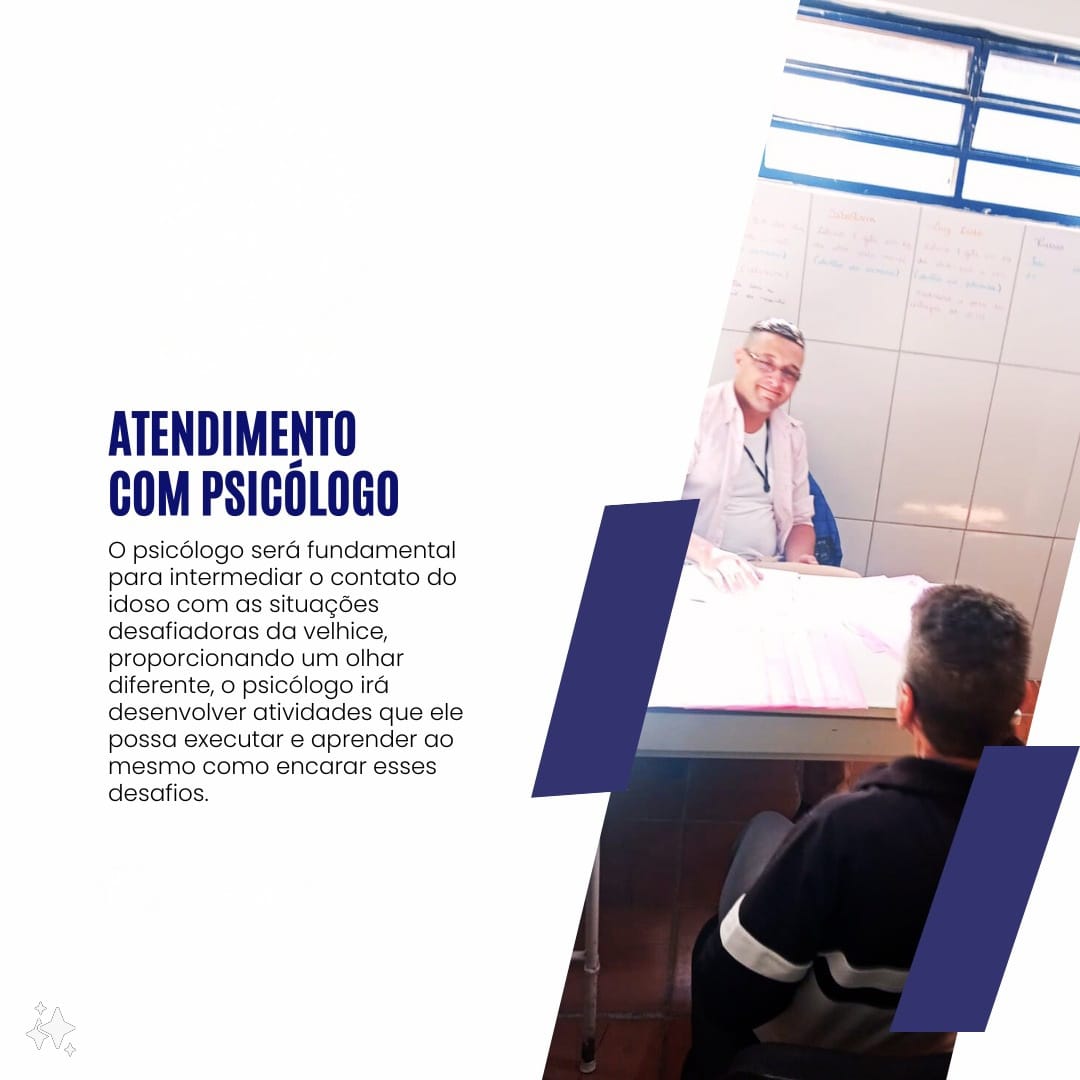 ATENDIMENTO
COM PSICÓLOGO
O psicólogo será fundamental
para intermediar o contato do
idoso com as situações
desafiadoras da velhice,
proporcionando um olhar
diferente, o psicólogo irá
desenvolver atividades que ele
possa executar e aprender ao
mesmo como encarar esses
desafios.